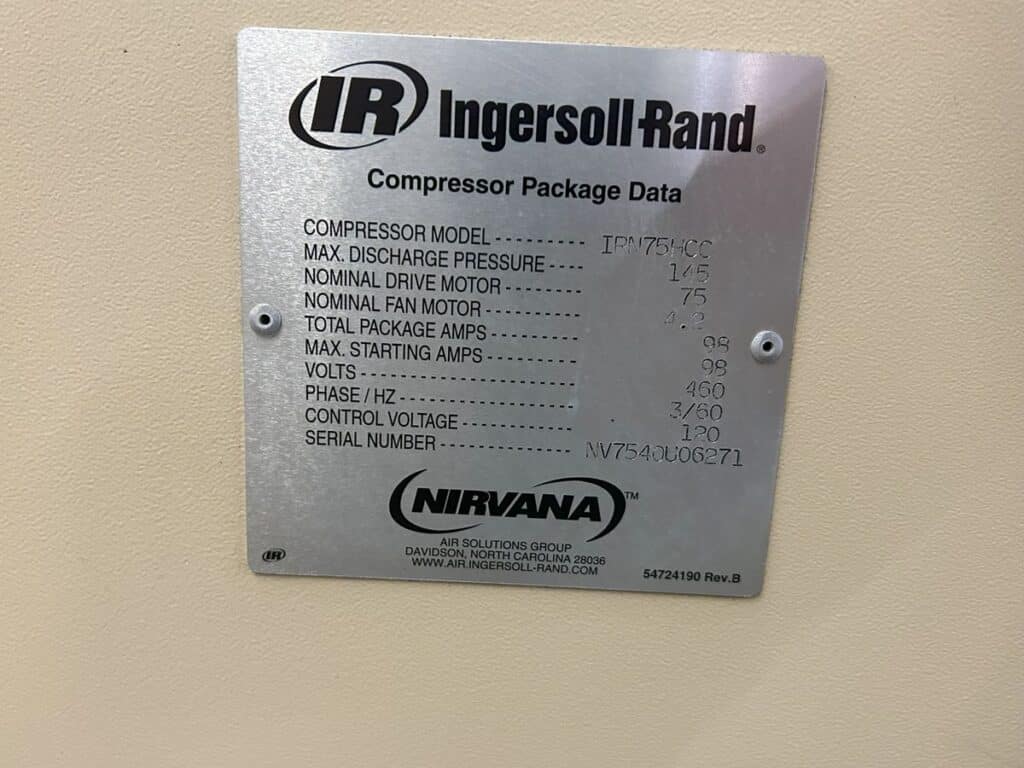 IR Ingersoll-Rand®
Compressor Package Data
COMPRESSOR MODEL --------- IRN75HCC
MAX. DISCHARGE PRESSURE ---- 145
NOMINAL DRIVE MOTOR -------- 75
NOMINAL FAN MOTOR ---------- 4.2
TOTAL PACKAGE AMPS --------- 98
MAX. STARTING AMPS --------- 98
VOLTS ---------------------- 460
PHASE / HZ ------------------ 3/60
CONTROL VOLTAGE ----------- 120
SERIAL NUMBER ------------- NV7540U06271
NIRVANA™
AIR SOLUTIONS GROUP
DAVIDSON, NORTH CAROLINA 28036
WWW.AIR.INGERSOLL-RAND.COM
IR
54724190 Rev.B